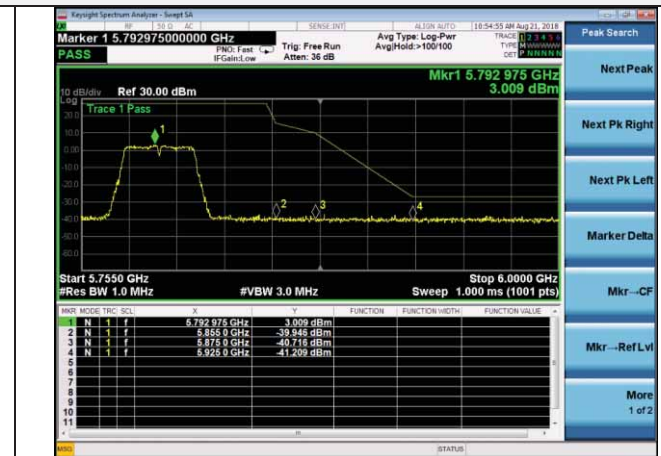 Keysight Spectrum Analyzer - Swept SA
RF 50 Ω AC SENSE:INT ALIGN AUTO 10:54:55 AM Aug 21, 2018
Marker 1 5.792975000000 GHz
PASS
PNO: Fast
IFGain:Low
Trig: Free Run
Atten: 36 dB
Avg Type: Log-Pwr
Avg|Hold:>100/100
TRACE 1 2 3 4 5 6
TYPE M W W W W W
DET P N N N N N
Peak Search
Next Peak
Next Pk Right
Next Pk Left
Marker Delta
Mkr→CF
Mkr→Ref Lvl
More
1 of 2
Mkr1 5.792 975 GHz
3.009 dBm
10 dB/div Ref 30.00 dBm
Log
Trace 1 Pass
20.0
10.0
0.00
-10.0
-20.0
-30.0
-40.0
-50.0
-60.0
1
2
3
4
Start 5.7550 GHz Stop 6.0000 GHz
#Res BW 1.0 MHz #VBW 3.0 MHz Sweep 1.000 ms (1001 pts)
MKR MODE TRC SCL X Y FUNCTION FUNCTION WIDTH FUNCTION VALUE
1 N 1 f 5.792 975 GHz 3.009 dBm
2 N 1 f 5.855 0 GHz -39.946 dBm
3 N 1 f 5.875 0 GHz -40.716 dBm
4 N 1 f 5.925 0 GHz -41.209 dBm
5
6
7
8
9
10
11
MSG STATUS